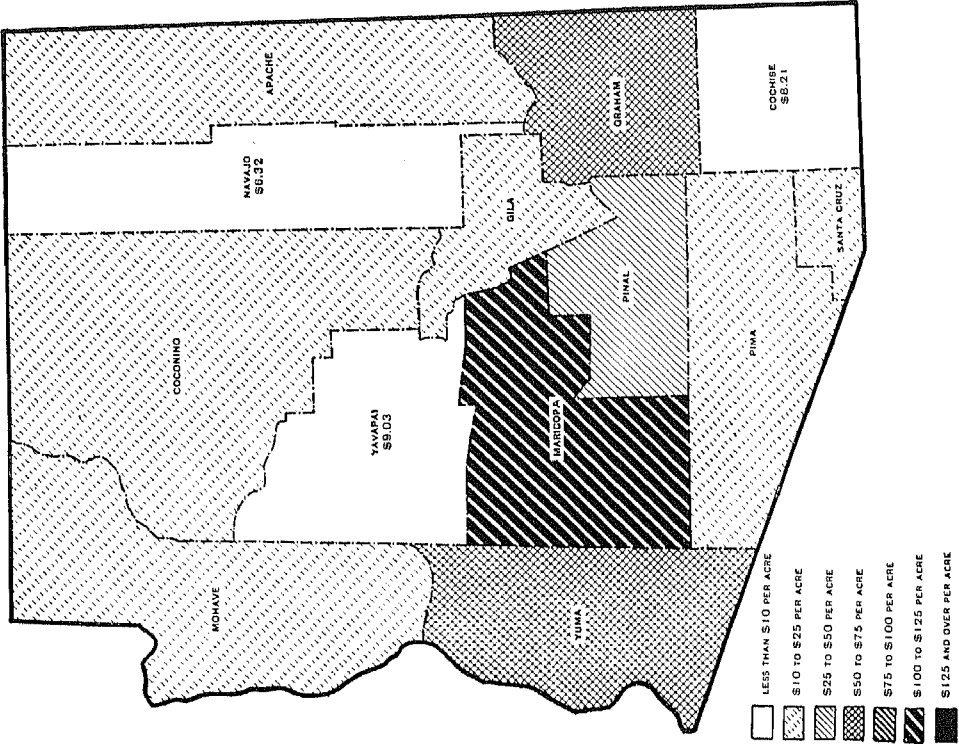 APACHE
NAVAJO
$6.32
COCONINO
MOHAVE
YAVAPAI
$9.03
GILA
GRAHAM
COCHISE
$8.21
MARICOPA
PINAL
YUMA
PIMA
SANTA CRUZ
LESS THAN $10 PER ACRE
$10 TO $25 PER ACRE
$25 TO $50 PER ACRE
$50 TO $75 PER ACRE
$75 TO $100 PER ACRE
$100 TO $125 PER ACRE
$125 AND OVER PER ACRE